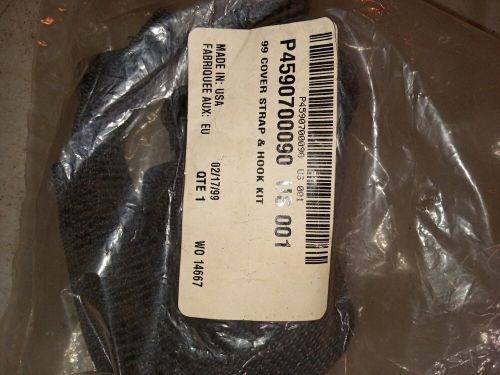 P4590700090 US 001
P4590700090 US 001
99 COVER STRAP & HOOK KIT
02/17/99
QTE 1
WO 14667
MADE IN: USA
FABRIQUEE AUX: EU